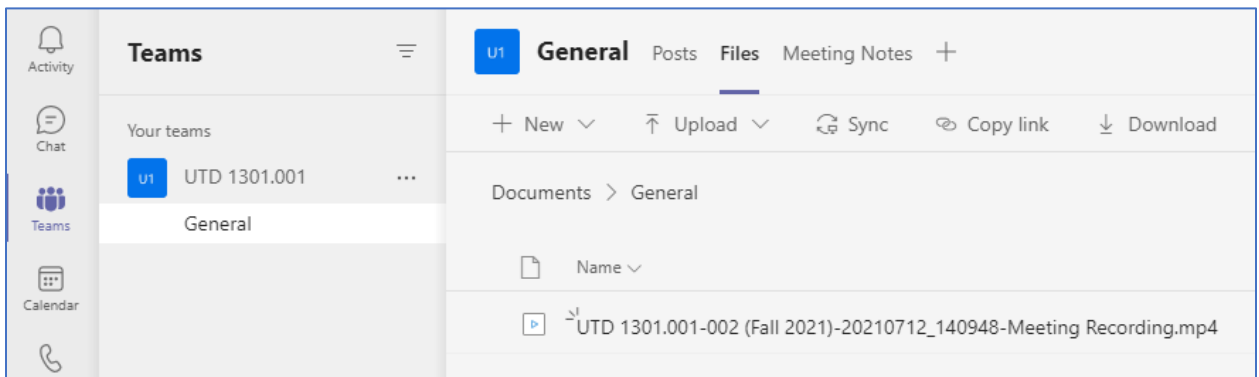 Activity
Chat
Teams
Calendar
Teams
Your teams
U1 UTD 1301.001 ...
General
U1 General Posts Files Meeting Notes +
+ New Upload Sync Copy link Download
Documents > General
Name
UTD 1301.001-002 (Fall 2021)-20210712_140948-Meeting Recording.mp4